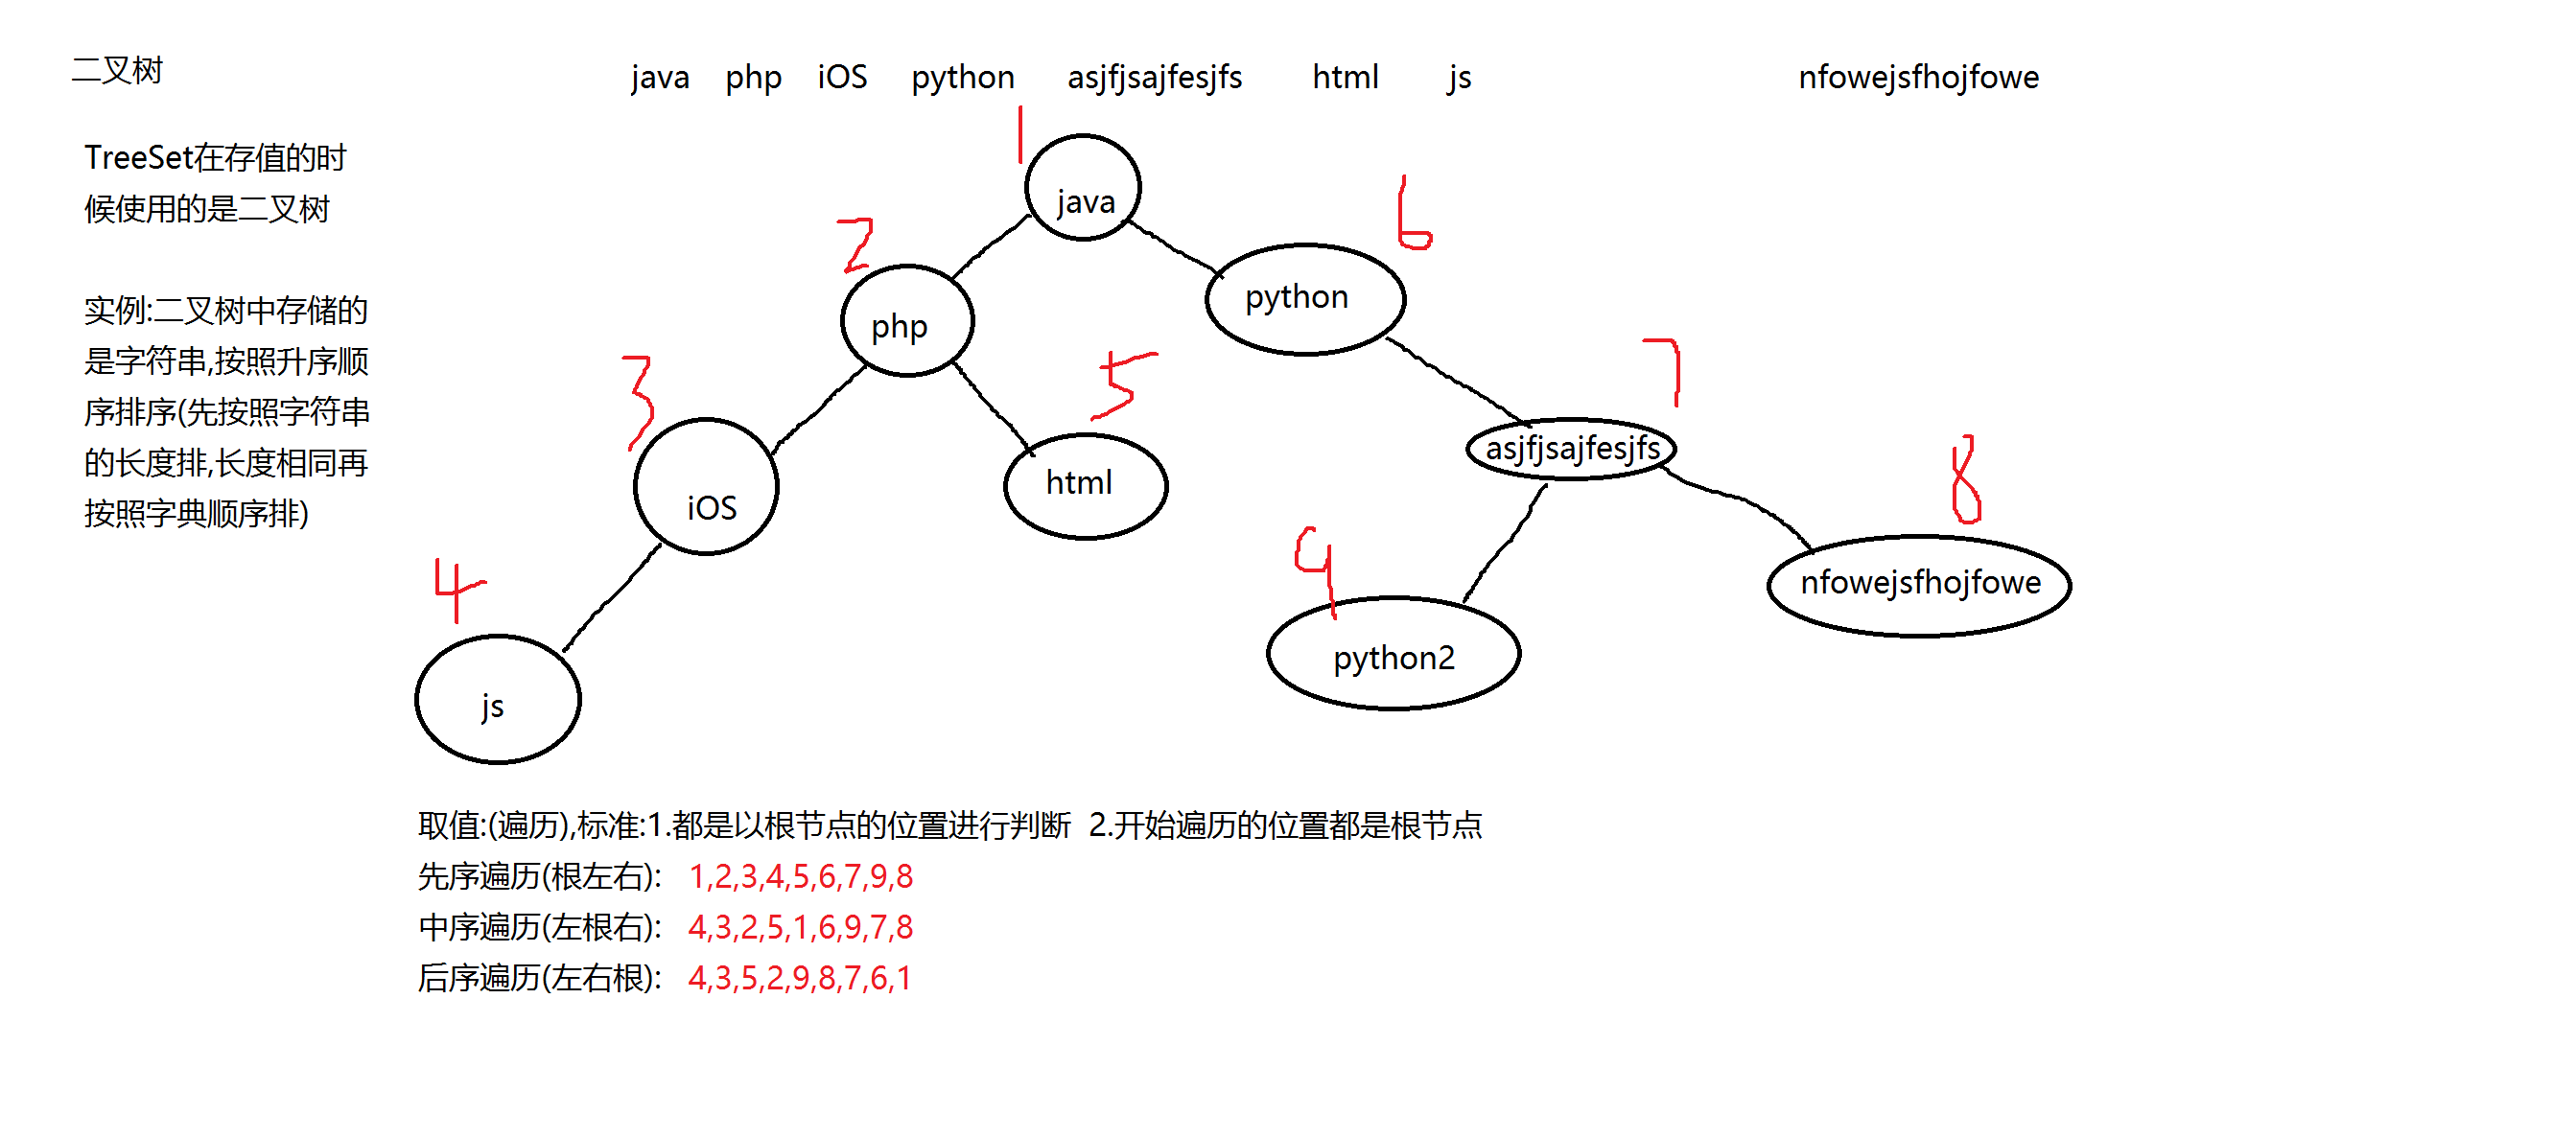 二叉树
java php iOS python asjfjsajfesjfs html js nfowejsfhojfowe
TreeSet在存值的时
候使用的是二叉树
实例:二叉树中存储的
是字符串,按照升序顺
序排序(先按照字符串
的长度排,长度相同再
按照字典顺序排)
1
java
2
php
6
python
3
iOS
5
html
7
asjfjsajfesjfs
8
nfowejsfhojfowe
4
js
9
python2
取值:(遍历),标准:1.都是以根节点的位置进行判断 2.开始遍历的位置都是根节点
先序遍历(根左右): 1,2,3,4,5,6,7,9,8
中序遍历(左根右): 4,3,2,5,1,6,9,7,8
后序遍历(左右根): 4,3,5,2,9,8,7,6,1